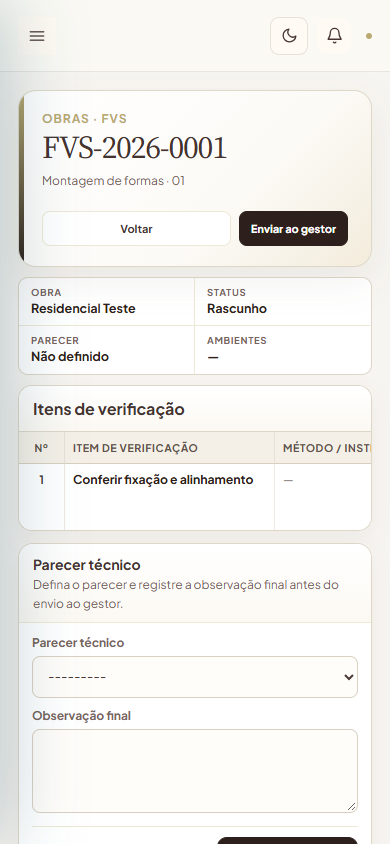 OBRAS · FVS
FVS-2026-0001
Montagem de formas · 01
Voltar
Enviar ao gestor
OBRA
Residencial Teste
STATUS
Rascunho
PARECER
Não definido
AMBIENTES
—
Itens de verificação
Nº
ITEM DE VERIFICAÇÃO
MÉTODO /
1
Conferir fixação e alinhamento
—
Parecer técnico
Defina o parecer e registre a observação final antes do
envio ao gestor.
Parecer técnico
---------
Observação final